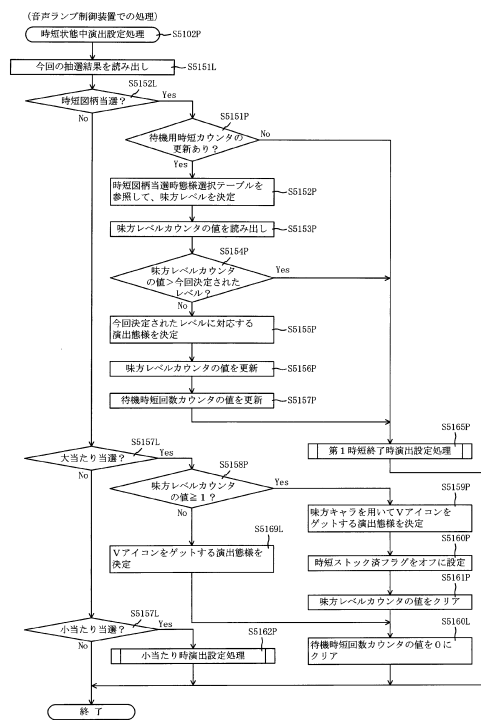 （音声ランプ制御装置での処理）
時短状態中演出設定処理
S5102P
今回の抽選結果を読み出し
S5151L
S5152L
時短図柄当選？
Yes
No
S5151P
待機用時短カウンタの
更新あり？
No
Yes
時短図柄当選時態様選択テーブルを
参照して、味方レベルを決定
S5152P
味方レベルカウンタの値を読み出し
S5153P
S5154P
味方レベルカウンタ
の値＞今回決定された
レベル？
Yes
No
今回決定されたレベルに対応する
演出態様を決定
S5155P
味方レベルカウンタの値を更新
S5156P
待機時短回数カウンタの値を更新
S5157P
S5165P
第１時短終了時演出設定処理
S5157L
大当たり当選？
Yes
No
S5158P
味方レベルカウンタ
の値≧１？
Yes
No
S5159P
味方キャラを用いてＶアイコンを
ゲットする演出態様を決定
S5169L
Ｖアイコンをゲットする演出態様を
決定
S5160P
時短ストック済フラグをオフに設定
S5161P
味方レベルカウンタの値をクリア
S5160L
待機時短回数カウンタの値を０に
クリア
S5157L
小当たり当選？
Yes
No
S5162P
小当たり時演出設定処理
終了